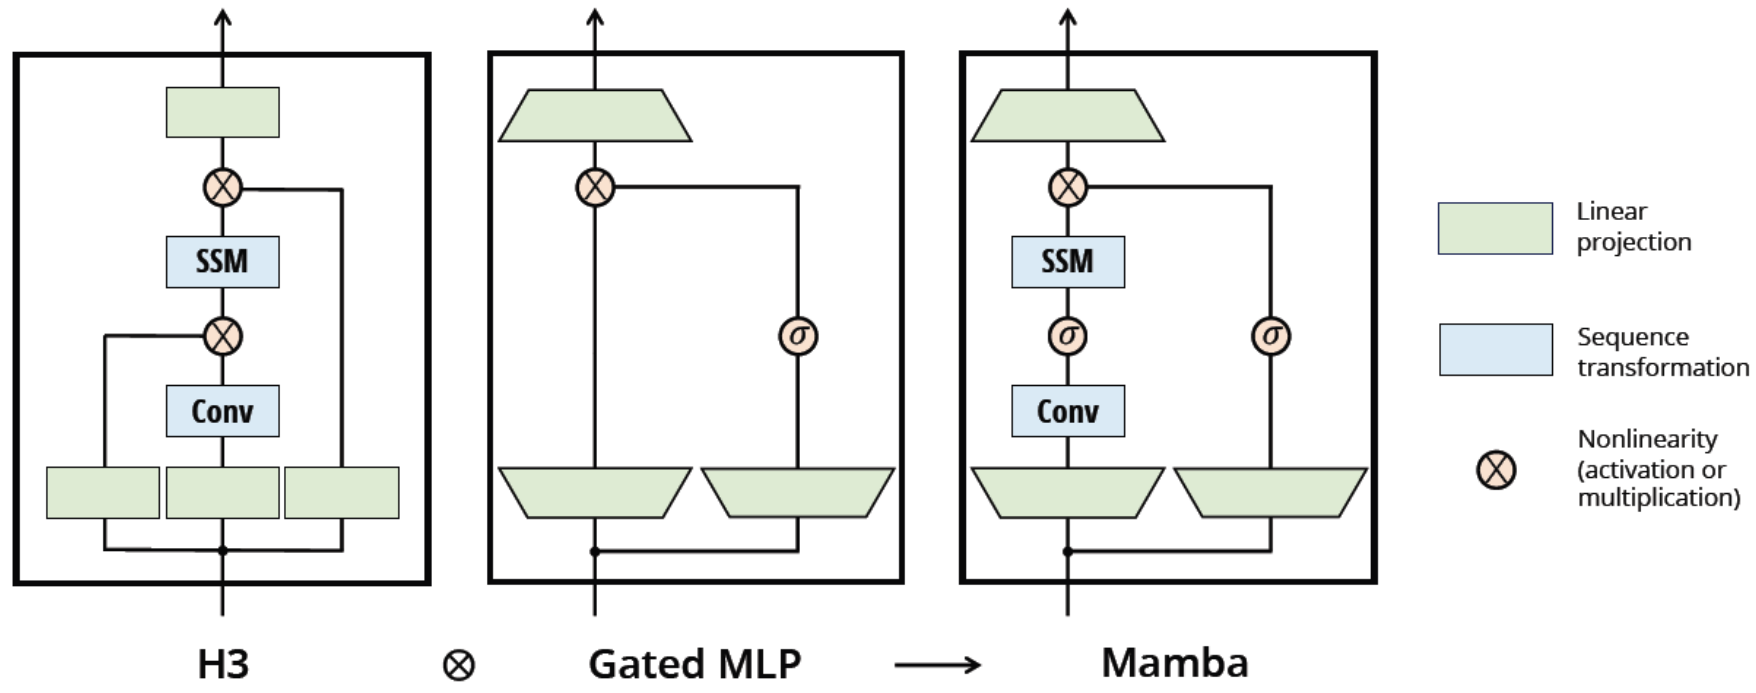 SSM
Conv
σ
SSM
σ
σ
Conv
Linear
projection
Sequence
transformation
Nonlinearity
(activation or
multiplication)
H3 ⊗ Gated MLP → Mamba